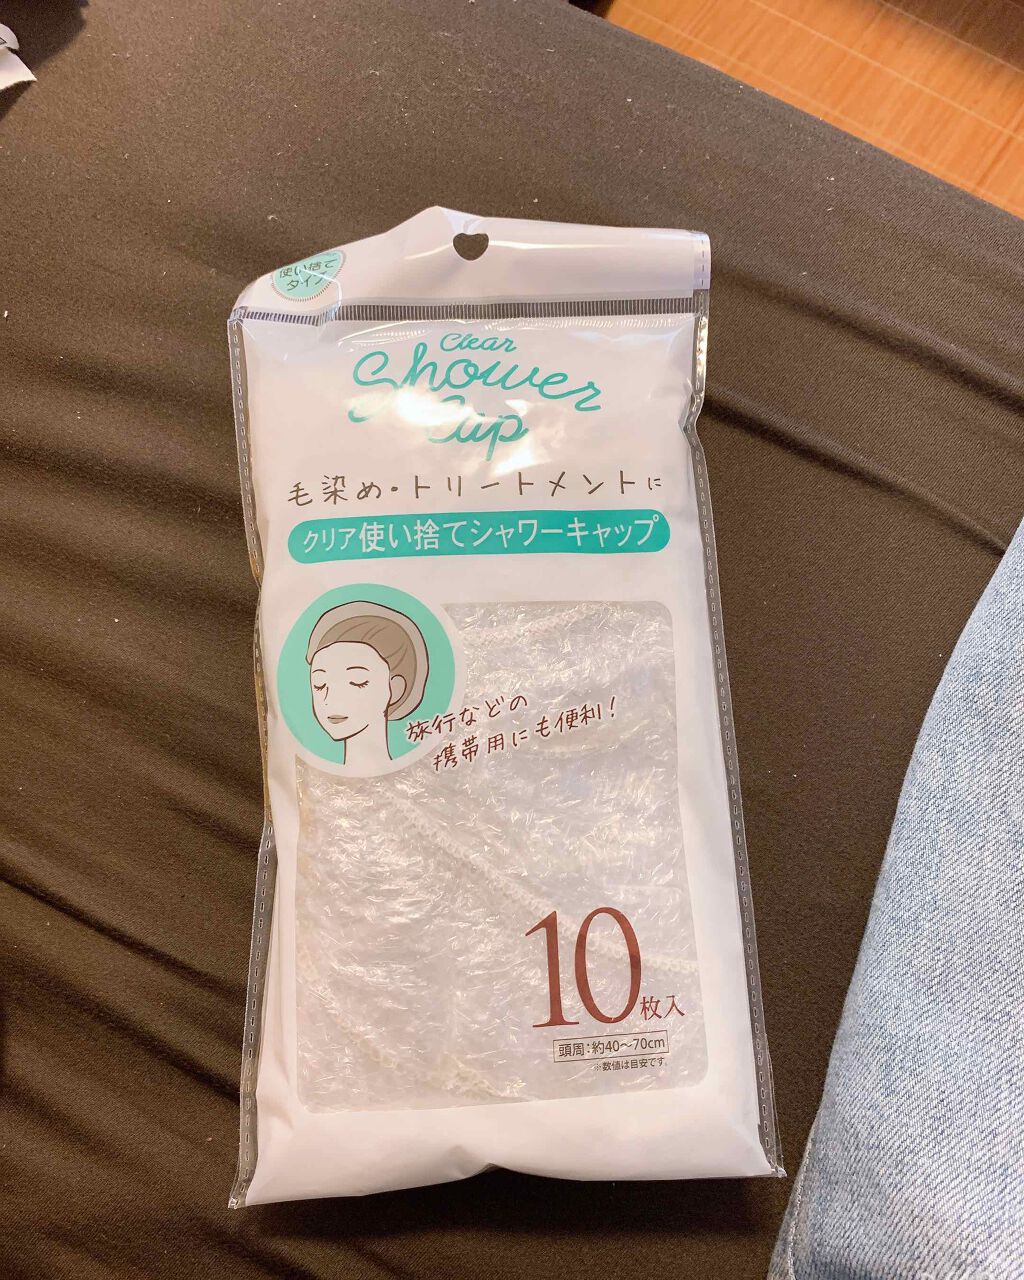 使い捨て
タイプ
Clear
Shower
Cap
毛染め・トリートメントに
クリア使い捨てシャワーキャップ
旅行などの
携帯用にも便利!
10枚入
頭周:約40〜70cm
※数値は目安です。